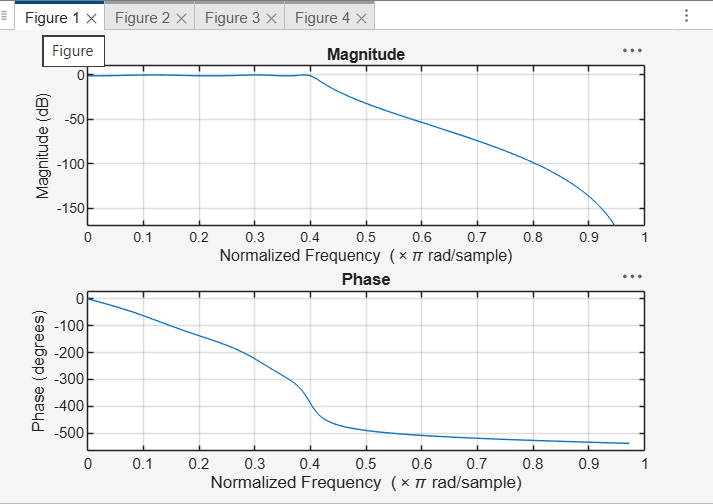 Figure 1 × Figure 2 × Figure 3 × Figure 4 ×
Figure
Magnitude
Magnitude (dB)
0
-50
-100
-150
0 0.1 0.2 0.3 0.4 0.5 0.6 0.7 0.8 0.9 1
Normalized Frequency (× π rad/sample)
Phase
Phase (degrees)
0
-100
-200
-300
-400
-500
0 0.1 0.2 0.3 0.4 0.5 0.6 0.7 0.8 0.9 1
Normalized Frequency (× π rad/sample)